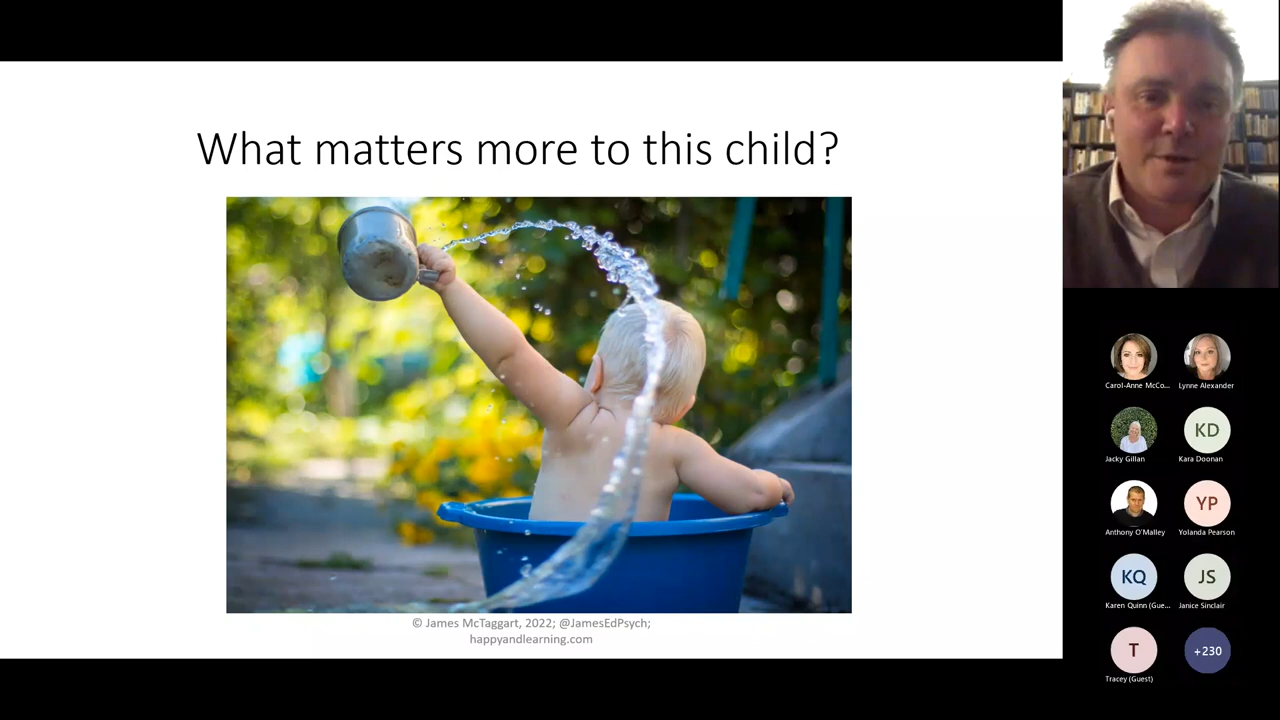 What matters more to this child?
© James McTaggart, 2022; @JamesEdPsych;
happyandlearning.com
Carol-Anne McCo...
Lynne Alexander
Jacky Gillan
KD
Kara Doonan
Anthony O'Malley
YP
Yolanda Pearson
KQ
Karen Quinn (Gue...
JS
Janice Sinclair
T
Tracey (Guest)
+230